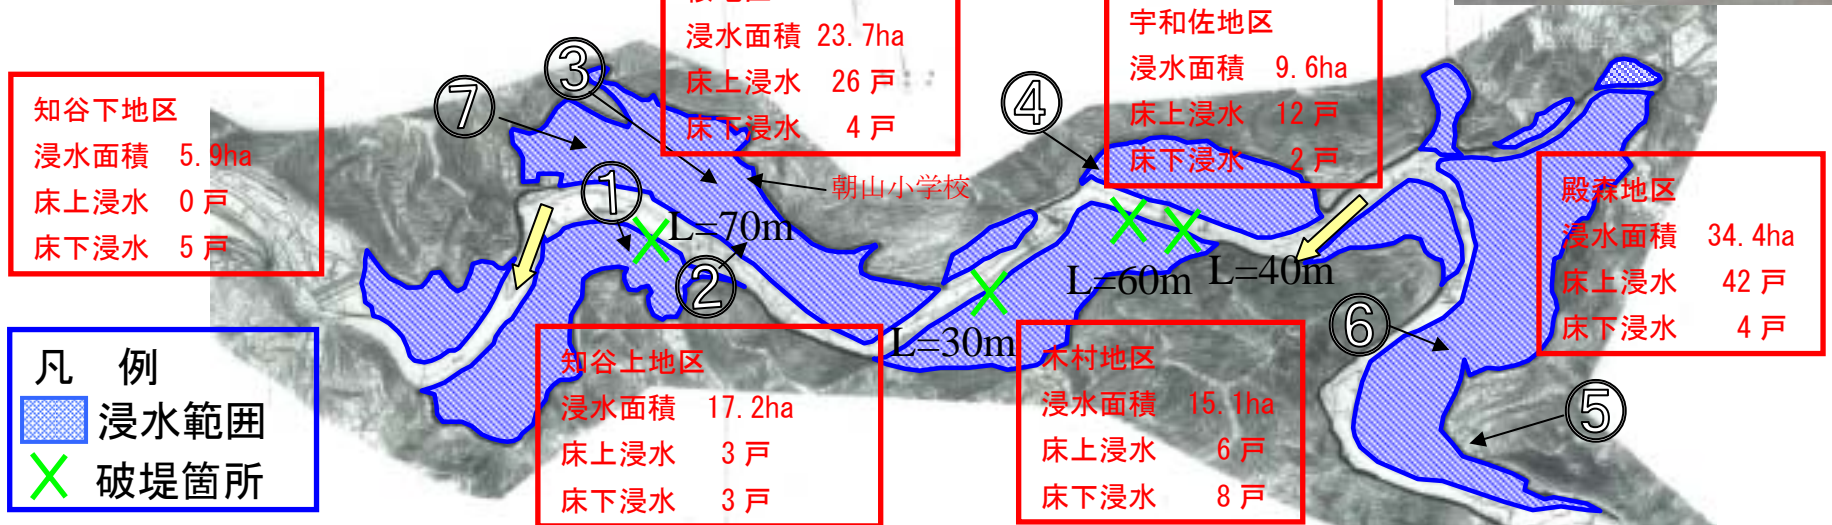 知谷下地区
浸水面積 5.9ha
床上浸水 0戸
床下浸水 5戸
浸水面積 23.7ha
床上浸水 26戸
床下浸水 4戸
宇和佐地区
浸水面積 9.6ha
床上浸水 12戸
床下浸水 2戸
殿森地区
浸水面積 34.4ha
床上浸水 42戸
床下浸水 4戸
③
⑦
④
①
朝山小学校
L=70m
②
L=60m
L=40m
L=30m
⑥
⑤
知谷上地区
浸水面積 17.2ha
床上浸水 3戸
床下浸水 3戸
木村地区
浸水面積 15.1ha
床上浸水 6戸
床下浸水 8戸
凡 例
浸水範囲
破堤箇所